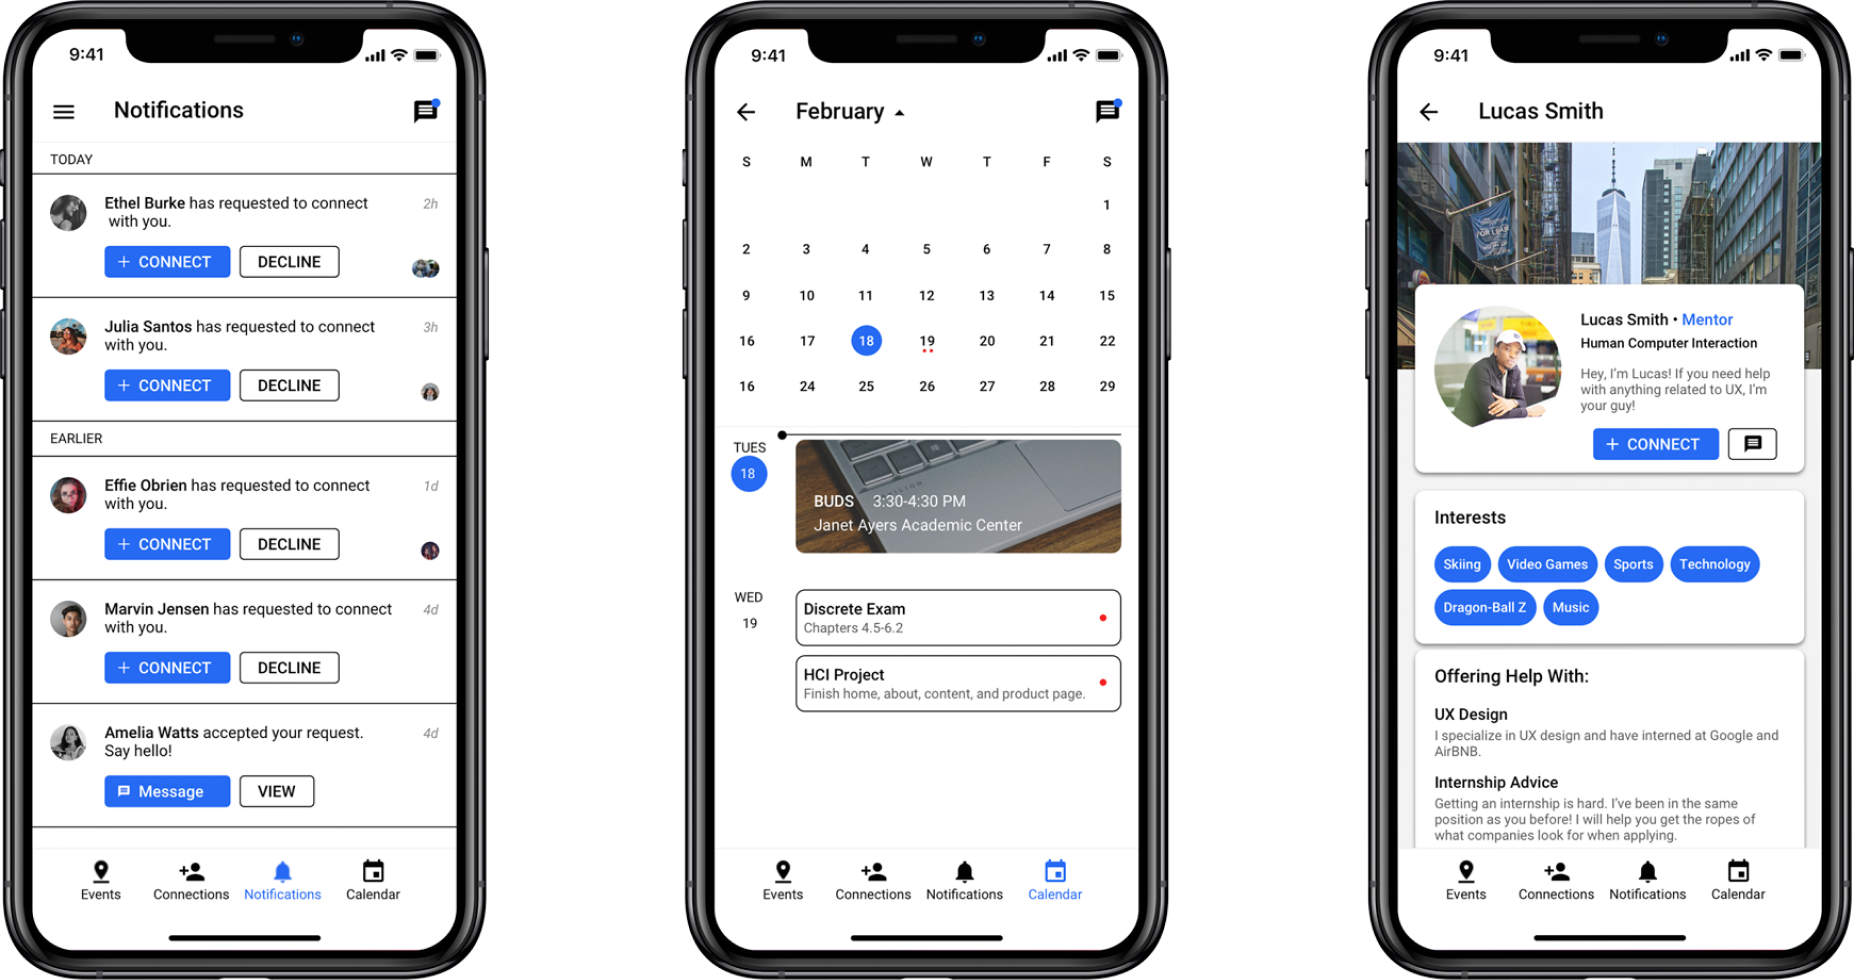 9:41
Notifications
TODAY
Ethel Burke has requested to connect
with you.
2h
+ CONNECT
DECLINE
Julia Santos has requested to connect
with you.
3h
+ CONNECT
DECLINE
EARLIER
Effie Obrien has requested to connect
with you.
1d
+ CONNECT
DECLINE
Marvin Jensen has requested to connect
with you.
4d
+ CONNECT
DECLINE
Amelia Watts accepted your request.
Say hello!
4d
Message
VIEW
Events Connections Notifications Calendar
9:41
February
S M T W T F S
1
2 3 4 5 6 7 8
9 10 11 12 13 14 15
16 17 18 19 20 21 22
16 24 25 26 27 28 29
TUES
18
BUDS 3:30-4:30 PM
Janet Ayers Academic Center
WED
19
Discrete Exam
Chapters 4.5-6.2
HCI Project
Finish home, about, content, and product page.
Events Connections Notifications Calendar
9:41
Lucas Smith
FOR LEASE
Lucas Smith • Mentor
Human Computer Interaction
Hey, I'm Lucas! If you need help
with anything related to UX, I'm
your guy!
+ CONNECT
Interests
Skiing Video Games Sports Technology
Dragon-Ball Z Music
Offering Help With:
UX Design
I specialize in UX design and have interned at Google and
AirBNB.
Internship Advice
Getting an internship is hard. I've been in the same
position as you before! I will help you get the ropes of
what companies look for when applying.
Events Connections Notifications Calendar